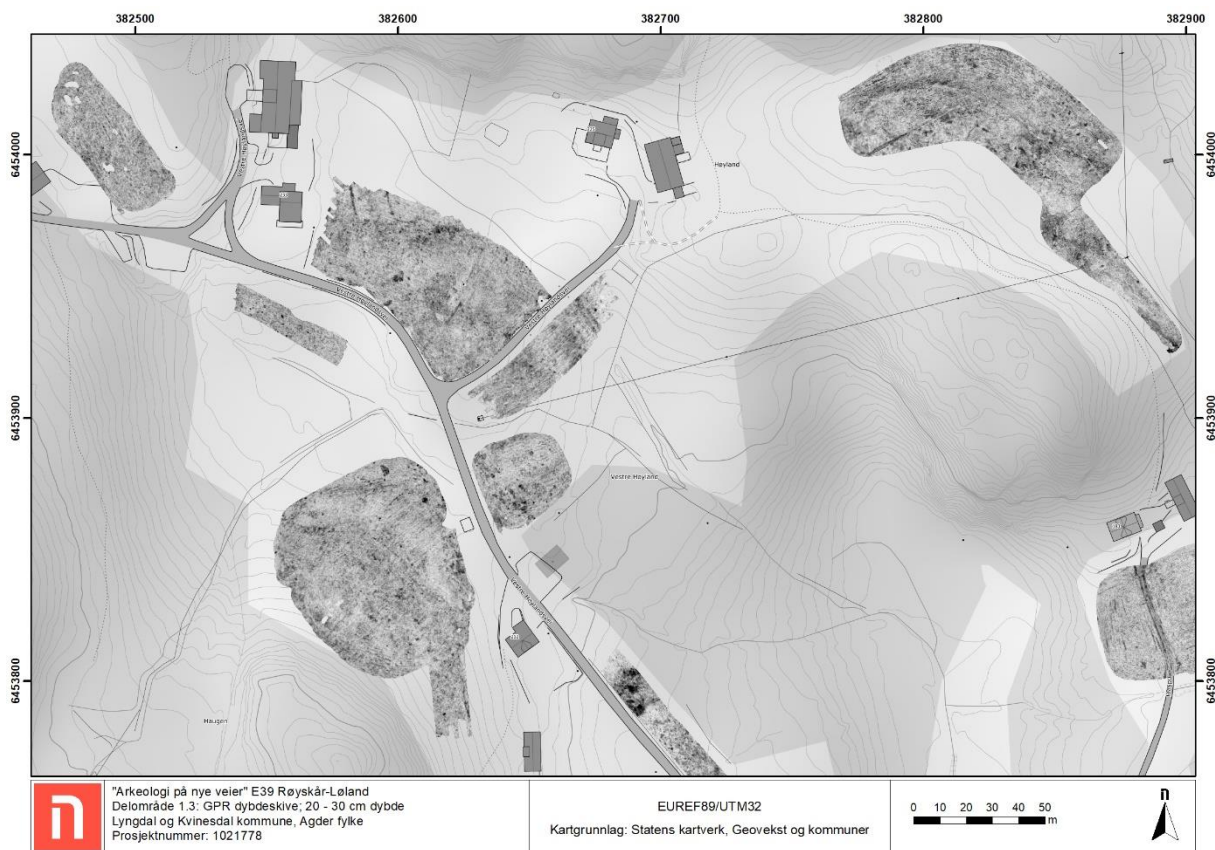 382500
382600
382700
382800
382900
6454000
6454000
Høyland
6453900
6453900
Vestre Høyland
6453800
6453800
Haugen
n
"Arkeologi på nye veier" E39 Røyskår-Løland
Delområde 1.3: GPR dybdeskive; 20 - 30 cm dybde
Lyngdal og Kvinesdal kommune, Agder fylke
Prosjektnummer: 1021778
EUREF89/UTM32
Kartgrunnlag: Statens kartverk, Geovekst og kommuner
0 10 20 30 40 50
m
n